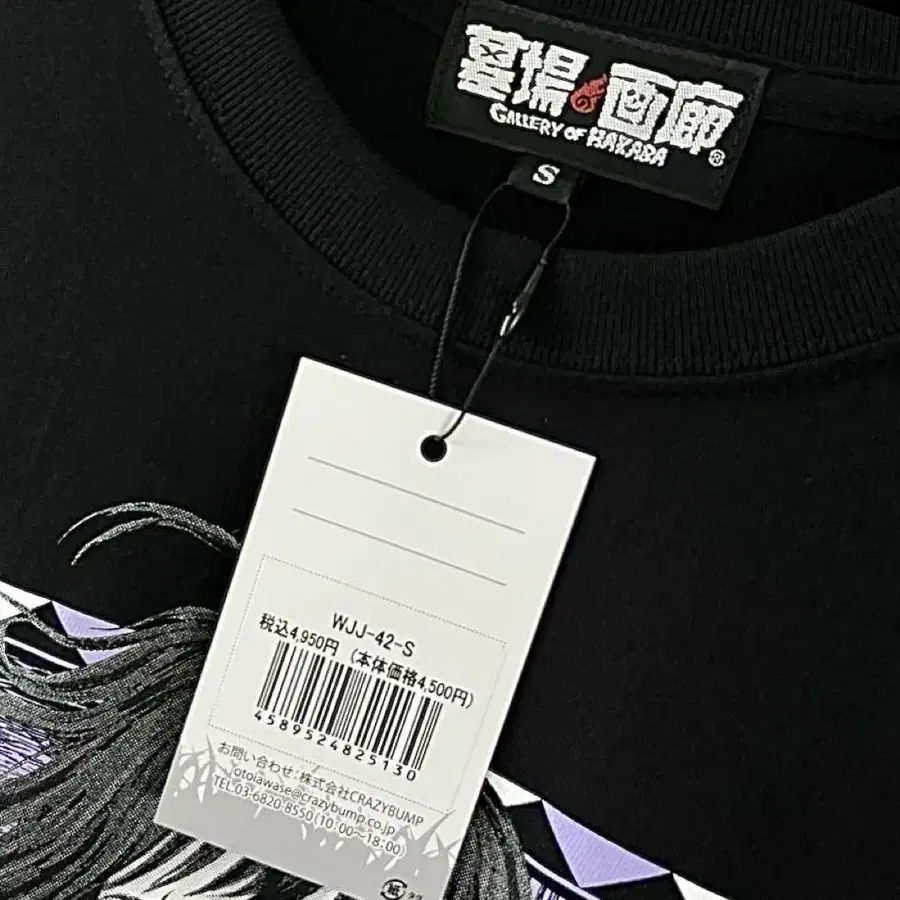 墓場の画廊®
GALLERY OF HAKABA
S
WJJ-42-S
税込4,950円 (本体価格4,500円)
4589524825130
お問い合わせ:株式会社CRAZYBUMP
otoiawase@crazybump.co.jp
TEL.03-6820-8550(10:00〜18:00)
紙 タグ